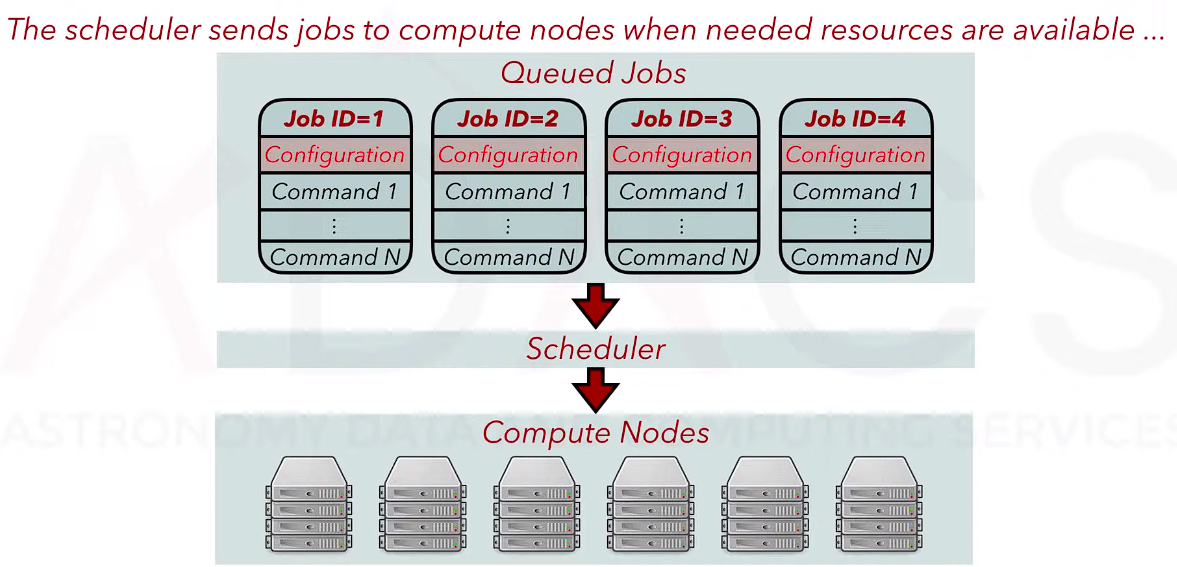 The scheduler sends jobs to compute nodes when needed resources are available ...
Queued Jobs
Job ID=1
Configuration
Command 1
⋮
Command N
Job ID=2
Configuration
Command 1
⋮
Command N
Job ID=3
Configuration
Command 1
⋮
Command N
Job ID=4
Configuration
Command 1
⋮
Command N
Scheduler
Compute Nodes
ADACS
ASTRONOMY DATA AND COMPUTING SERVICES